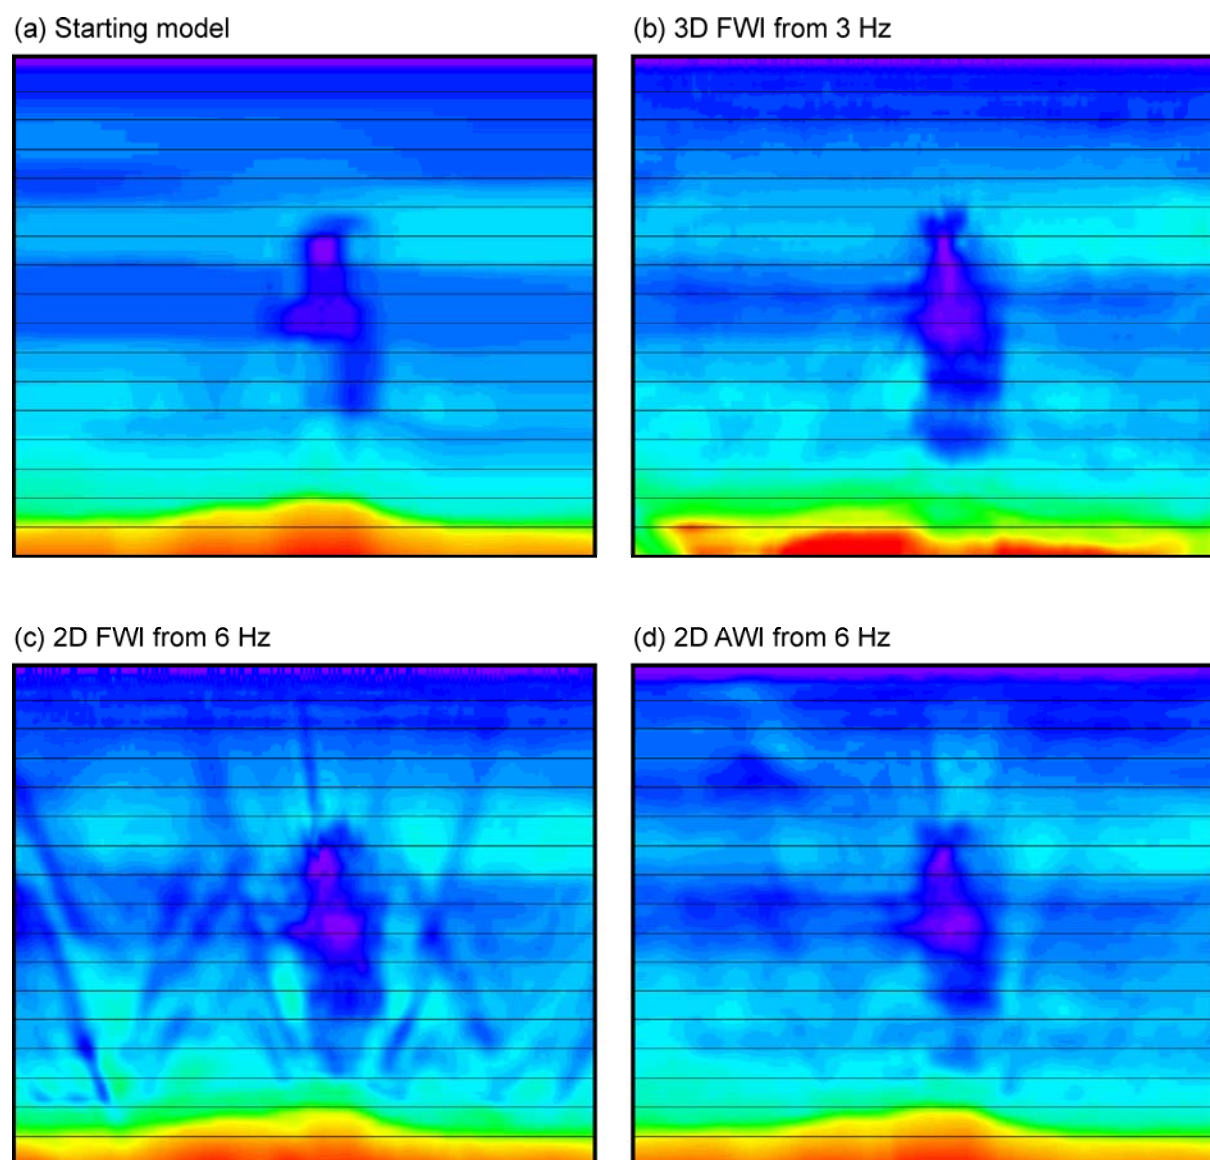 (a) Starting model
(b) 3D FWI from 3 Hz
(c) 2D FWI from 6 Hz
(d) 2D AWI from 6 Hz